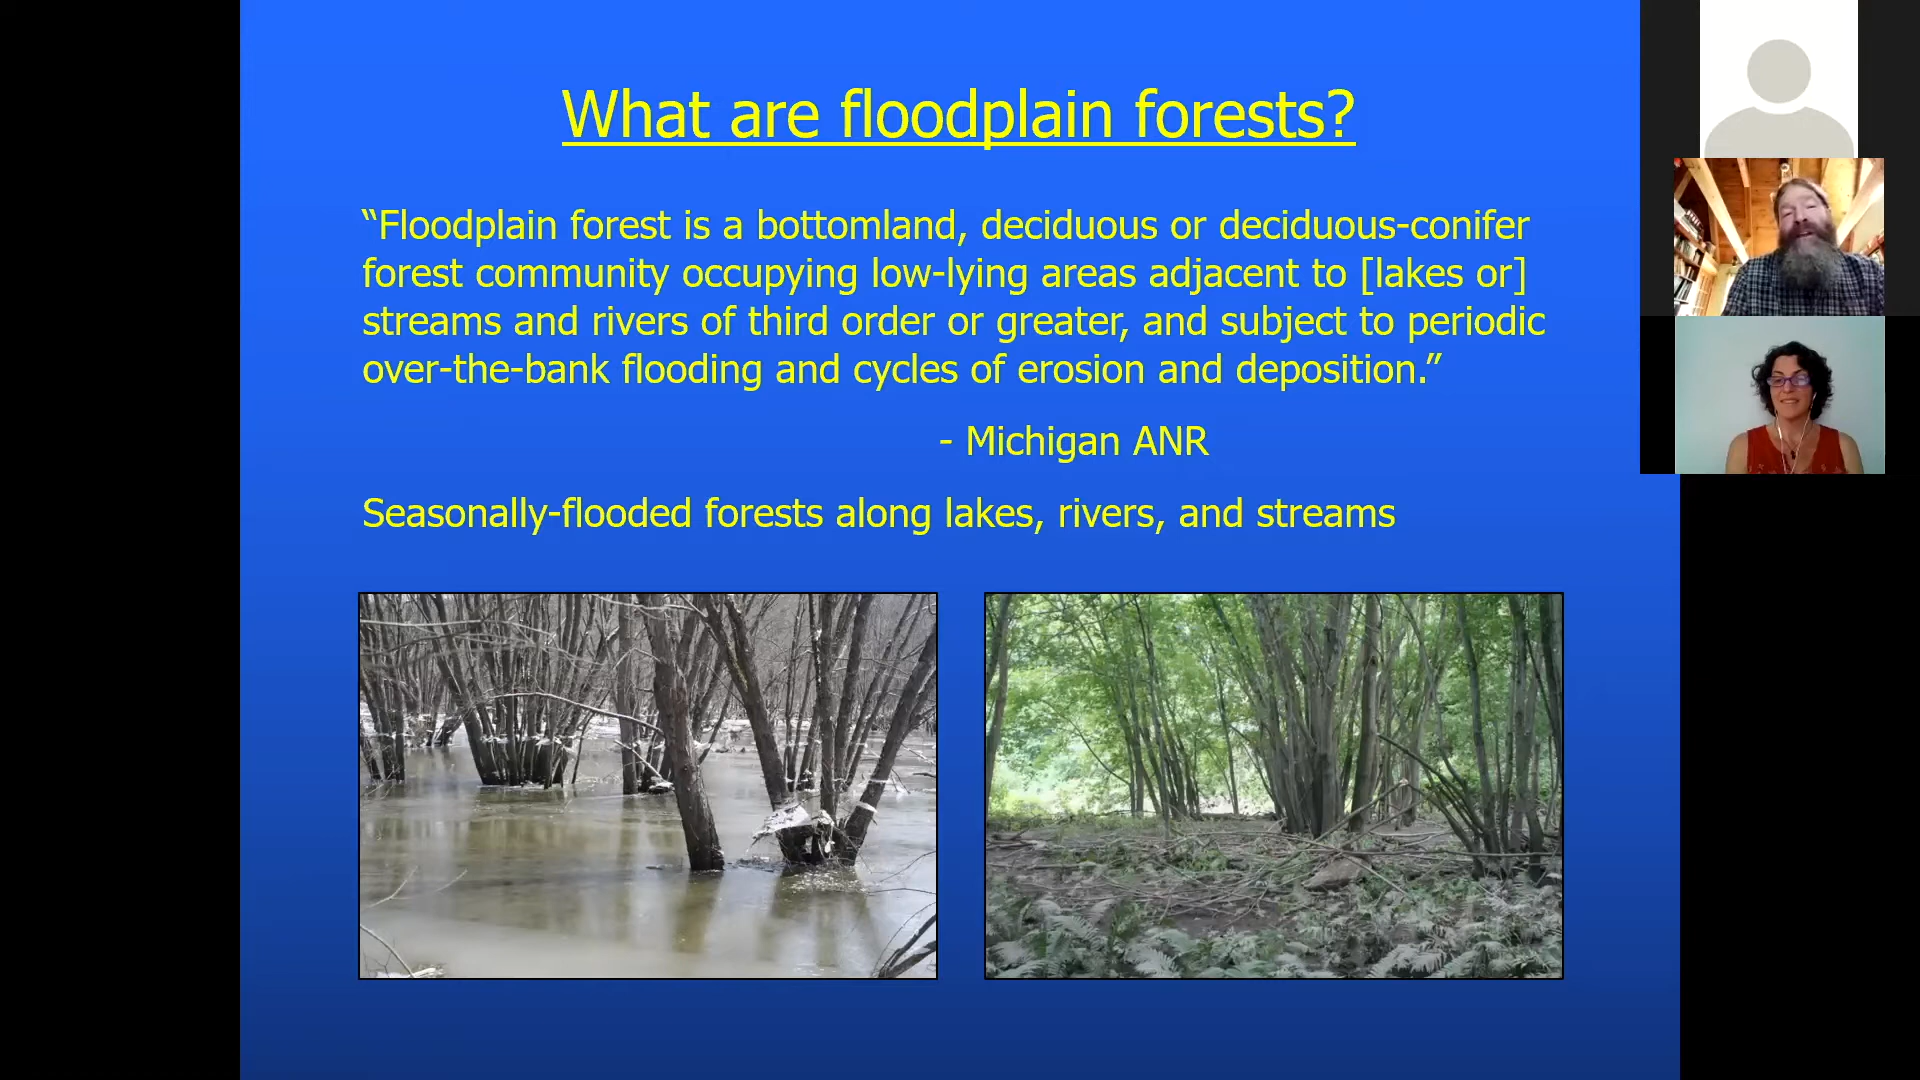 What are floodplain forests?
“Floodplain forest is a bottomland, deciduous or deciduous-conifer
forest community occupying low-lying areas adjacent to [lakes or]
streams and rivers of third order or greater, and subject to periodic
over-the-bank flooding and cycles of erosion and deposition.”
- Michigan ANR
Seasonally-flooded forests along lakes, rivers, and streams